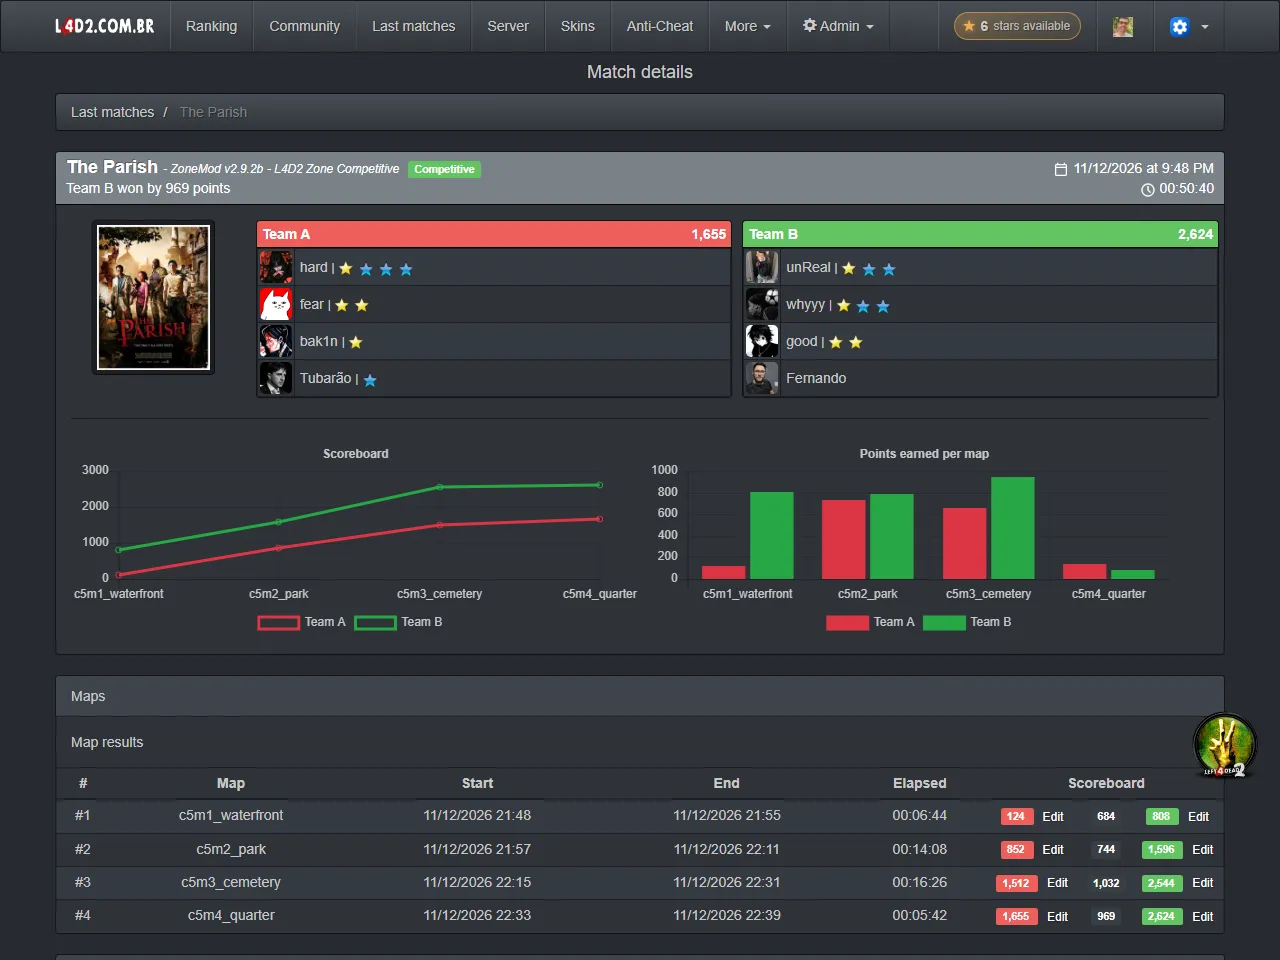 L4D2.COM.BR
Ranking
Community
Last matches
Server
Skins
Anti-Cheat
More
Admin
6 stars available
Match details
Last matches / The Parish
The Parish - ZoneMod v2.9.2b - L4D2 Zone Competitive Competitive
11/12/2026 at 9:48 PM
Team B won by 969 points
00:50:40
THE PARISH
Team A 1,655
hard |
fear |
bak1n |
Tubarão |
Team B 2,624
unReal |
whyyy |
good |
Fernando
Scoreboard
3000
2000
1000
0
c5m1_waterfront c5m2_park c5m3_cemetery c5m4_quarter
Team A Team B
Points earned per map
1000
800
600
400
200
0
c5m1_waterfront c5m2_park c5m3_cemetery c5m4_quarter
Team A Team B
Maps
Map results
# Map Start End Elapsed Scoreboard
#1 c5m1_waterfront 11/12/2026 21:48 11/12/2026 21:55 00:06:44 124 Edit 684 808 Edit
#2 c5m2_park 11/12/2026 21:57 11/12/2026 22:11 00:14:08 852 Edit 744 1,596 Edit
#3 c5m3_cemetery 11/12/2026 22:15 11/12/2026 22:31 00:16:26 1,512 Edit 1,032 2,544 Edit
#4 c5m4_quarter 11/12/2026 22:33 11/12/2026 22:39 00:05:42 1,655 Edit 969 2,624 Edit
LEFT 4 DEAD 2